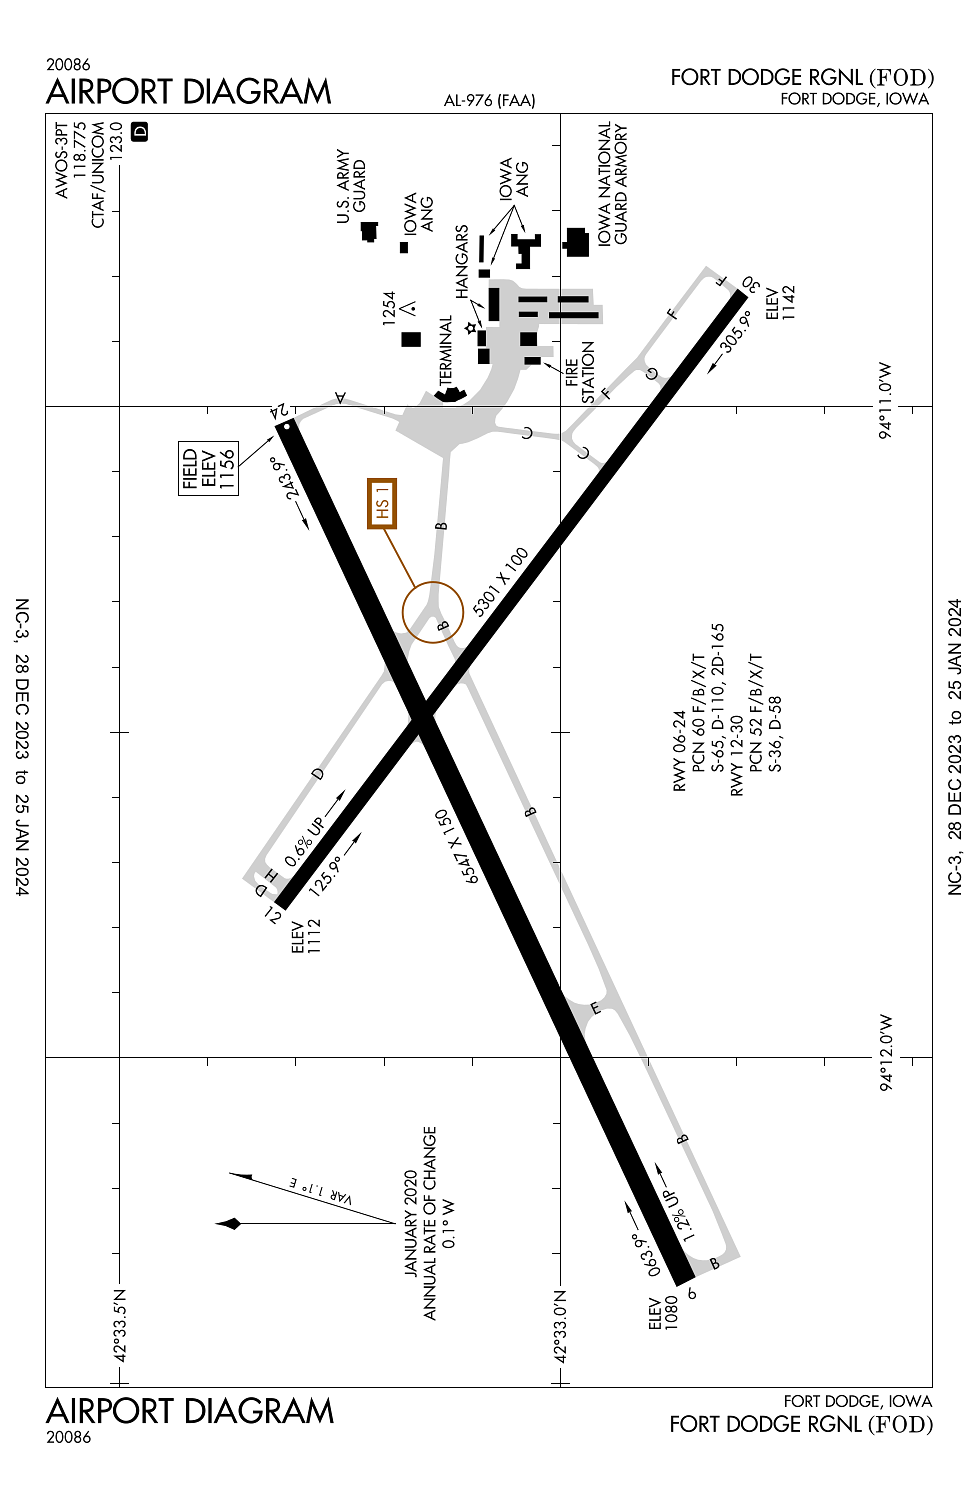 20086
AIRPORT DIAGRAM
AL-976 (FAA)
FORT DODGE RGNL (FOD)
FORT DODGE, IOWA
AWOS-3PT
118.775
CTAF/UNICOM
123.0
D
U.S. ARMY
GUARD
IOWA
ANG
HANGARS
IOWA
ANG
IOWA NATIONAL
GUARD ARMORY
1254
TERMINAL
FIRE
STATION
30
ELEV
1142
305.9°
F
F
G
F
A
C
C
24
FIELD
ELEV
1156
243.9°
94°11.0'W
HS 1
B
B
5301 X 100
RWY 06-24
PCN 60 F/B/X/T
S-65, D-110, 2D-165
RWY 12-30
PCN 52 F/B/X/T
S-36, D-58
D
0.6% UP
125.9°
H
D
12
ELEV
1112
6547 X 150
B
E
94°12.0'W
B
1.2% UP
063.9°
B
6
ELEV
1080
VAR 1.1° E
JANUARY 2020
ANNUAL RATE OF CHANGE
0.1° W
42°33.5'N
42°33.0'N
NC-3, 28 DEC 2023 to 25 JAN 2024
NC-3, 28 DEC 2023 to 25 JAN 2024
AIRPORT DIAGRAM
20086
FORT DODGE, IOWA
FORT DODGE RGNL (FOD)